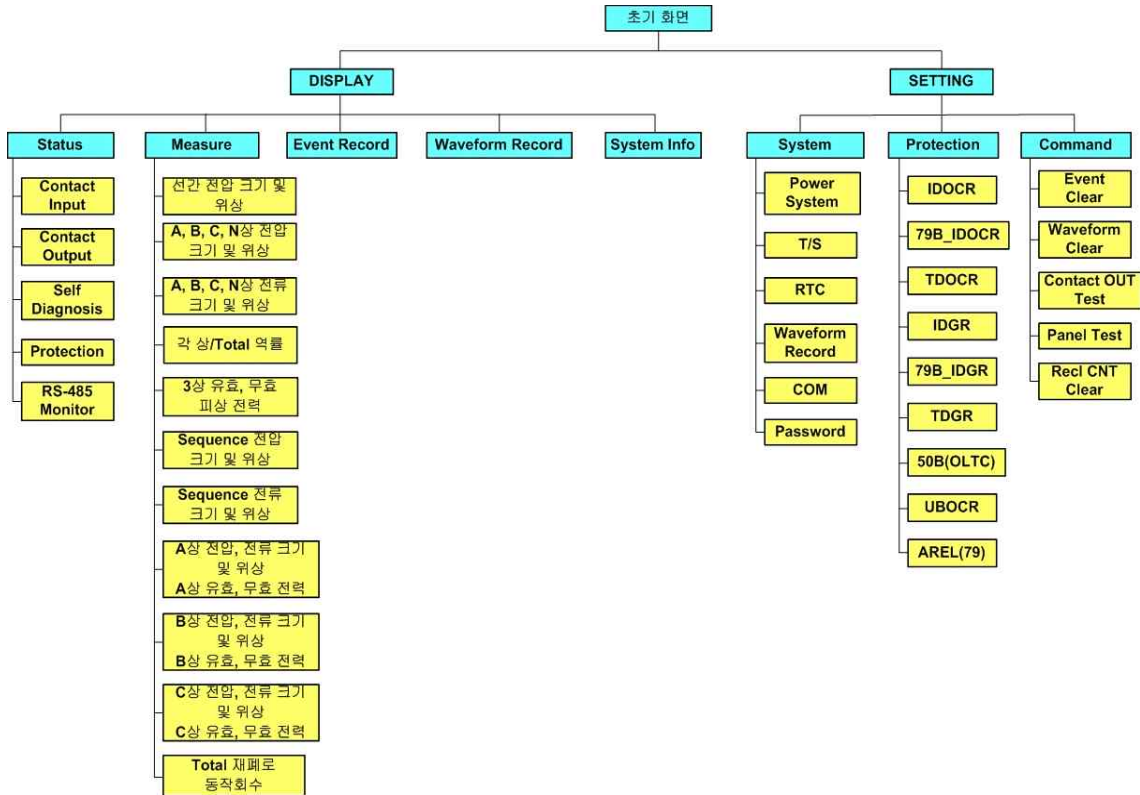 초기 화면
DISPLAY
SETTING
Status
Measure
Event Record
Waveform Record
System Info
System
Protection
Command
Contact
Input
Contact
Output
Self
Diagnosis
Protection
RS-485
Monitor
선간 전압 크기 및
위상
A, B, C, N상 전압
크기 및 위상
A, B, C, N상 전류
크기 및 위상
각 상/Total 역률
3상 유효, 무효
피상 전력
Sequence 전압
크기 및 위상
Sequence 전류
크기 및 위상
A상 전압, 전류 크기
및 위상
A상 유효, 무효 전력
B상 전압, 전류 크기
및 위상
B상 유효, 무효 전력
C상 전압, 전류 크기
및 위상
C상 유효, 무효 전력
Total 재폐로
동작회수
Power
System
T/S
RTC
Waveform
Record
COM
Password
IDOCR
79B_IDOCR
TDOCR
IDGR
79B_IDGR
TDGR
50B(OLTC)
UBOCR
AREL(79)
Event
Clear
Waveform
Clear
Contact OUT
Test
Panel Test
Recl CNT
Clear